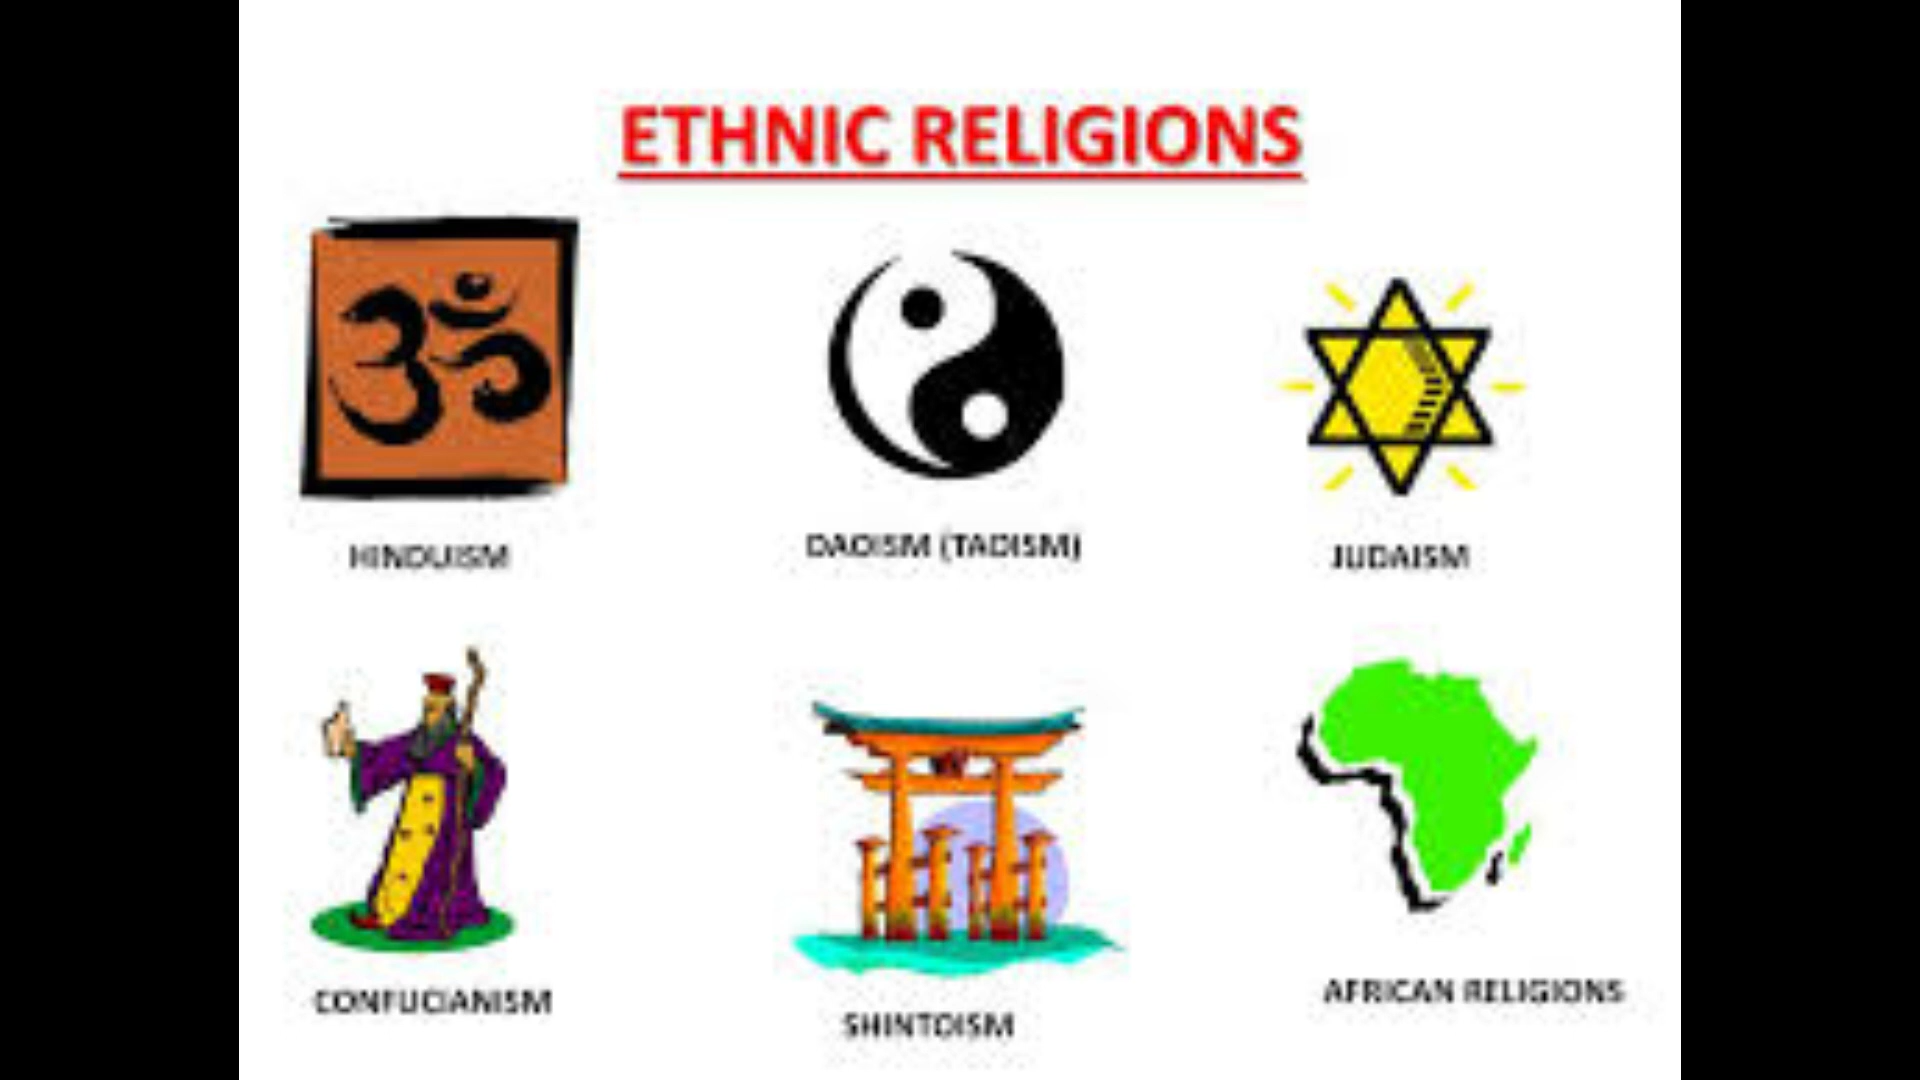 ETHNIC RELIGIONS
HINDUISM
DAOISM (TAOISM)
JUDAISM
CONFUCIANISM
SHINTOISM
AFRICAN RELIGIONS